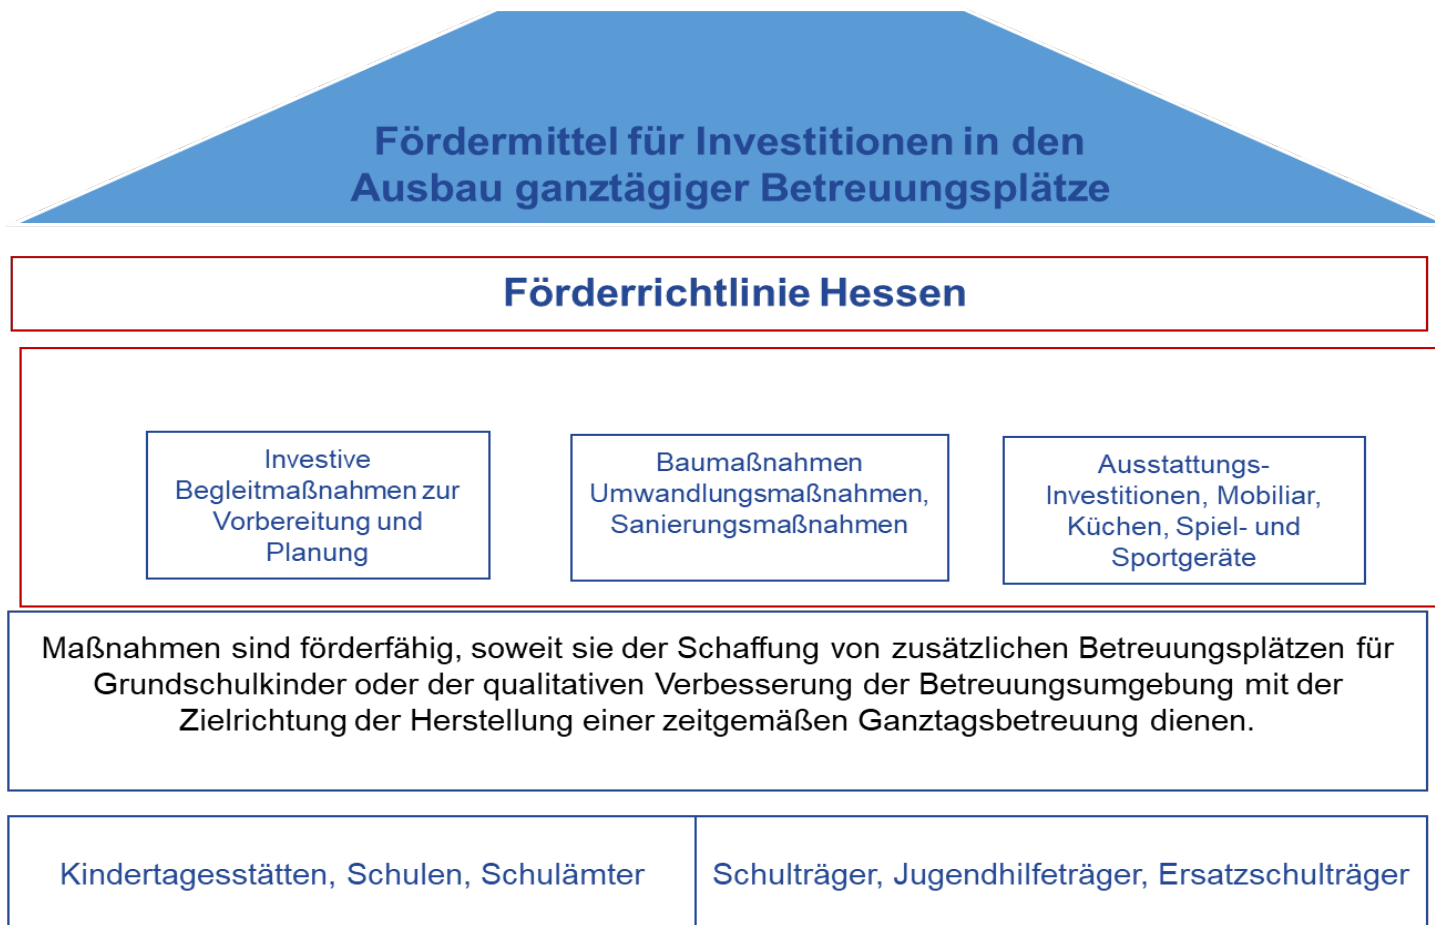 Fördermittel für Investitionen in den
Ausbau ganztägiger Betreuungsplätze
Förderrichtlinie Hessen
Investive
Begleitmaßnahmen zur
Vorbereitung und
Planung
Baumaßnahmen
Umwandlungsmaßnahmen,
Sanierungsmaßnahmen
Ausstattungs-
Investitionen, Mobiliar,
Küchen, Spiel- und
Sportgeräte
Maßnahmen sind förderfähig, soweit sie der Schaffung von zusätzlichen Betreuungsplätzen für
Grundschulkinder oder der qualitativen Verbesserung der Betreuungsumgebung mit der
Zielrichtung der Herstellung einer zeitgemäßen Ganztagsbetreuung dienen.
Kindertagesstätten, Schulen, Schulämter
Schulträger, Jugendhilfeträger, Ersatzschulträger